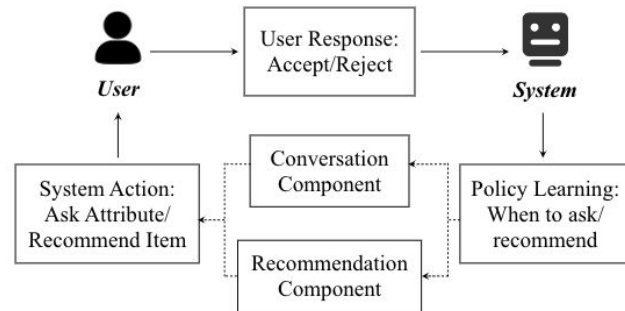 User Response:
Accept/Reject
User
System
Conversation
Component
System Action:
Ask Attribute/
Recommend Item
Policy Learning:
When to ask/
recommend
Recommendation
Component